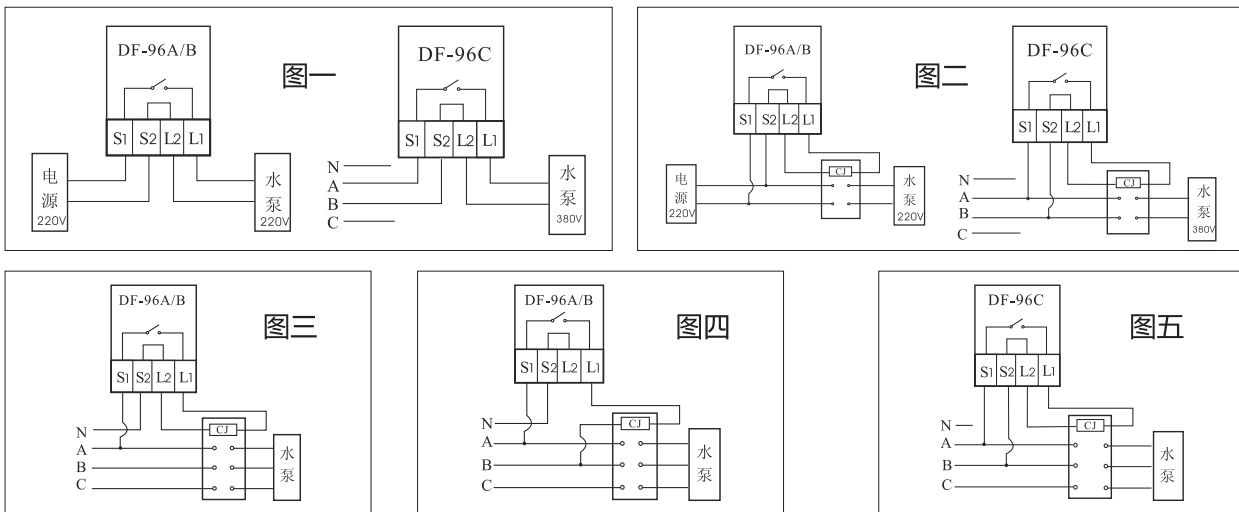 DF-96A/B
图一
S1 S2 L2 L1
电源
220V
水泵
220V
DF-96C
S1 S2 L2 L1
N
A
B
C
水泵
380V
DF-96A/B
图二
S1 S2 L2 L1
CJ
电源
220V
水泵
220V
DF-96C
S1 S2 L2 L1
CJ
N
A
B
C
水泵
380V
DF-96A/B
图三
S1 S2 L2 L1
CJ
N
A
B
C
水泵
DF-96A/B
图四
S1 S2 L2 L1
CJ
N
A
B
C
水泵
DF-96C
图五
S1 S2 L2 L1
CJ
N
A
B
C
水泵